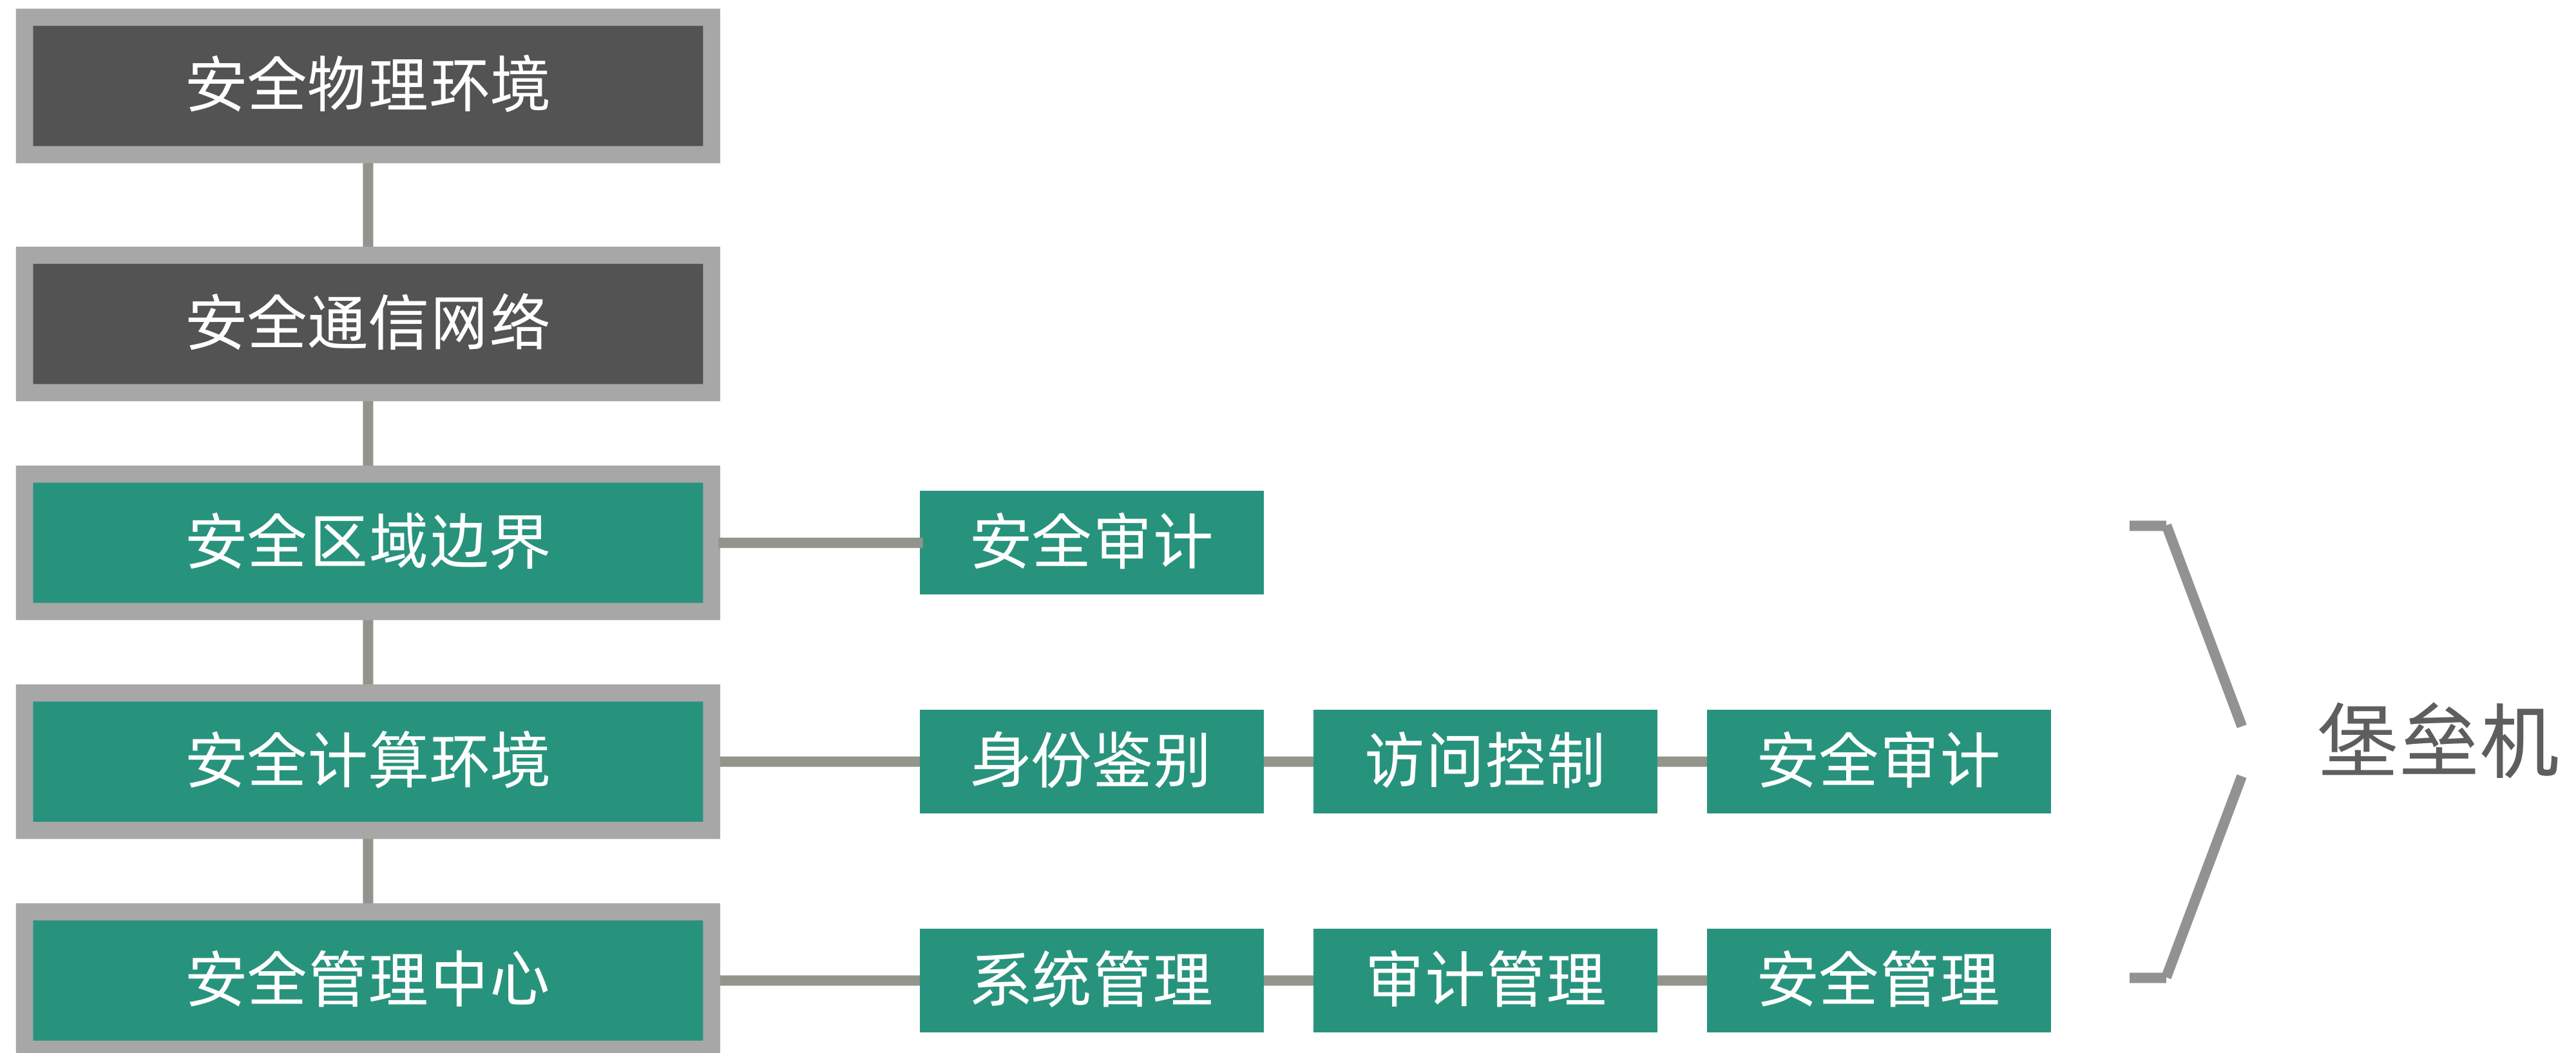 安全物理环境
安全通信网络
安全区域边界
安全审计
安全计算环境
身份鉴别
访问控制
安全审计
堡垒机
安全管理中心
系统管理
审计管理
安全管理